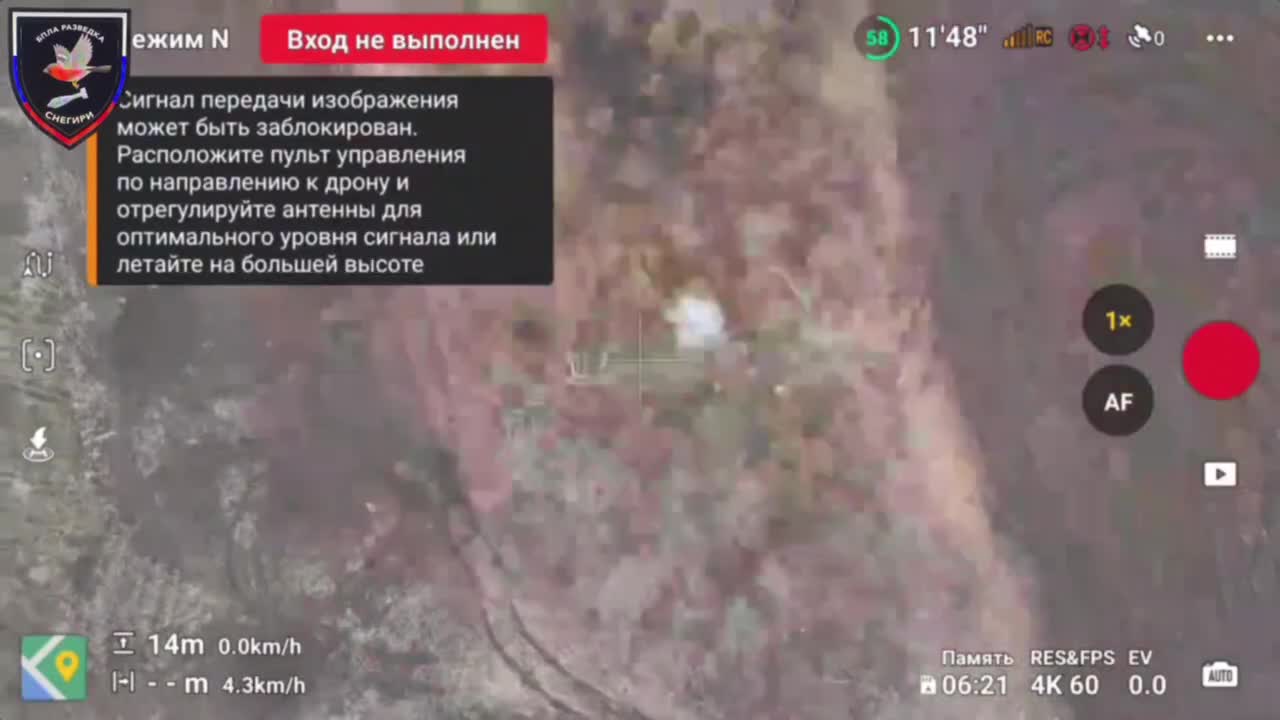 БПЛА РАЗВЕДКА
СНЕГИРИ
ежим N
Вход не выполнен
58
11'48"
RC
0
Сигнал передачи изображения
может быть заблокирован.
Расположите пульт управления
по направлению к дрону и
отрегулируйте антенны для
оптимального уровня сигнала или
летайте на большей высоте
1×
AF
14m 0.0km/h
- - m 4.3km/h
Память RES&FPS EV
06:21 4K 60 0.0
AUTO